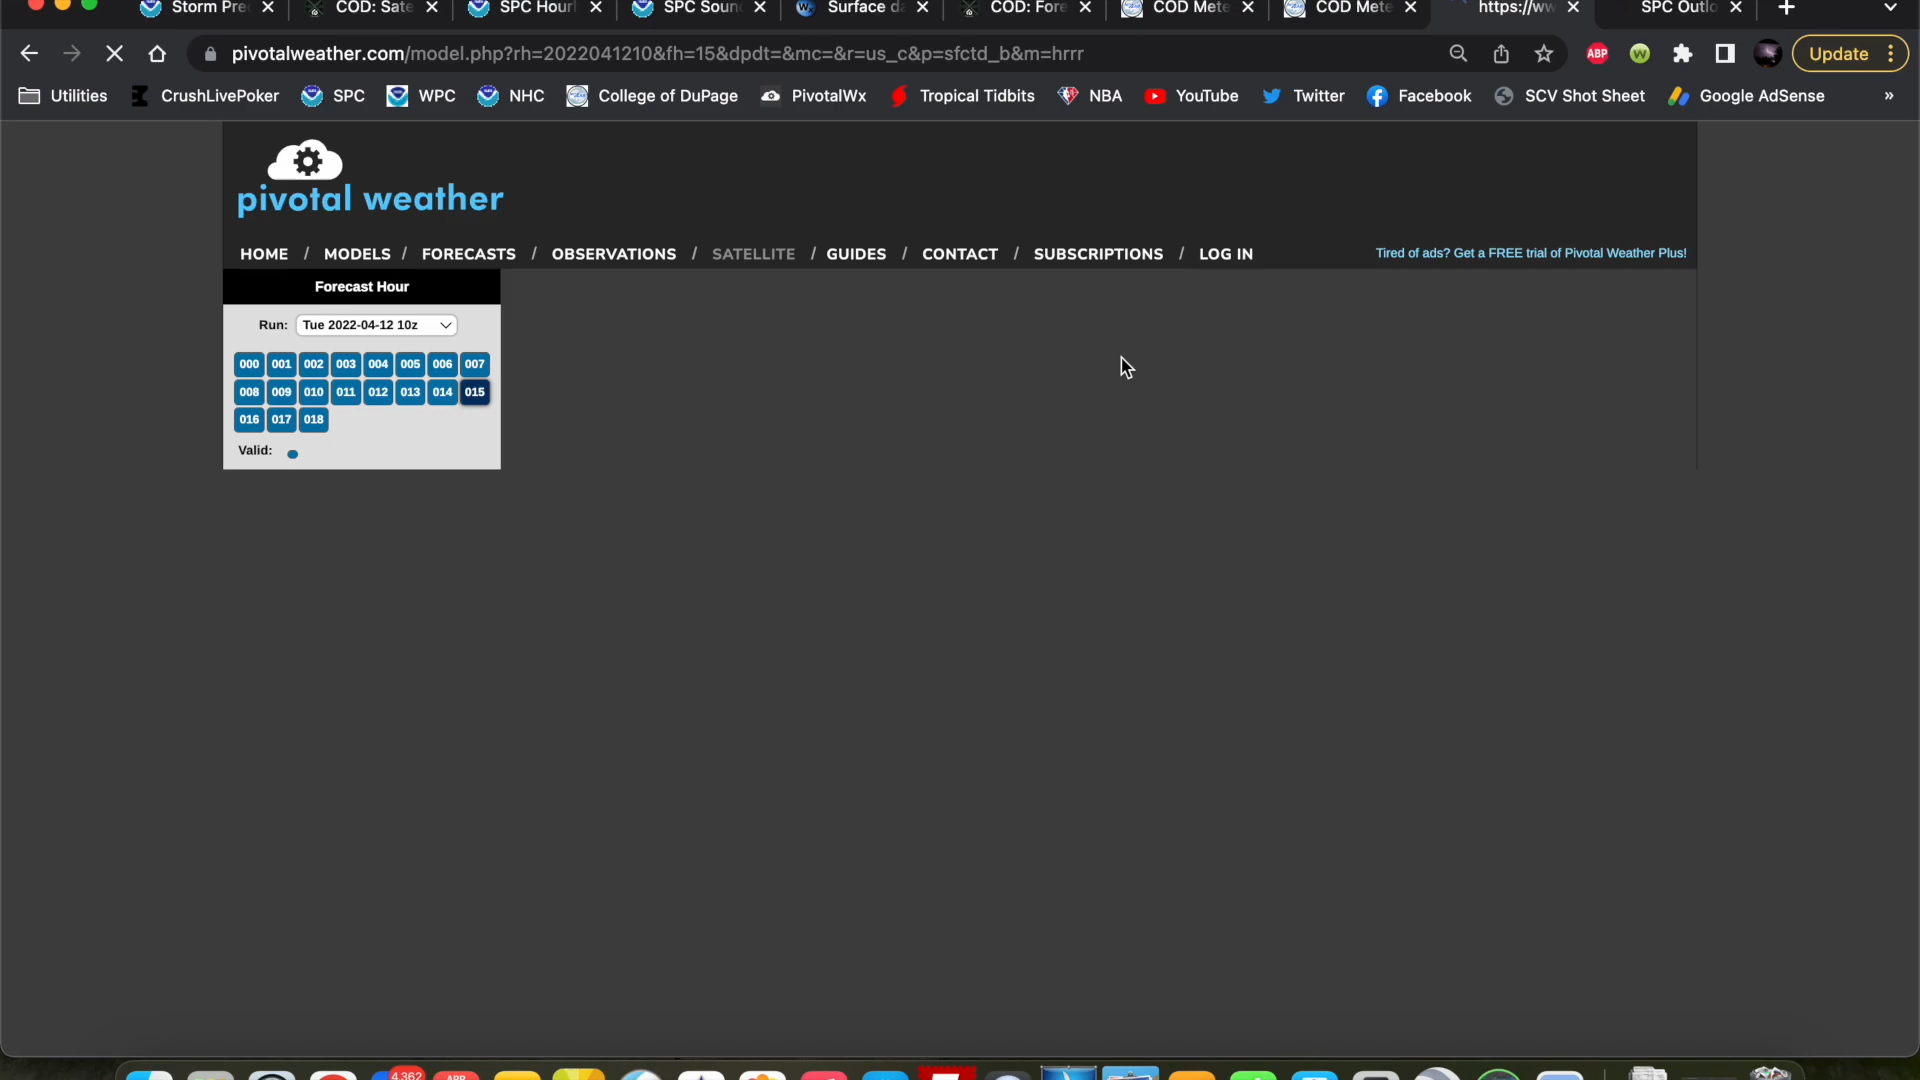 Storm Pre
COD: Sate
SPC Hourl
SPC Soun
Surface da
COD: Fore
COD Mete
COD Mete
https://ww
SPC Outlo
pivotalweather.com/model.php?rh=2022041210&fh=15&dpdt=&mc=&r=us_c&p=sfctd_b&m=hrrr
ABP
Update
Utilities
CrushLivePoker
SPC
WPC
NHC
College of DuPage
PivotalWx
Tropical Tidbits
NBA
YouTube
Twitter
Facebook
SCV Shot Sheet
Google AdSense
»
pivotal weather
HOME / MODELS / FORECASTS / OBSERVATIONS / SATELLITE / GUIDES / CONTACT / SUBSCRIPTIONS / LOG IN
Tired of ads? Get a FREE trial of Pivotal Weather Plus!
Forecast Hour
Run: Tue 2022-04-12 10z
000 001 002 003 004 005 006 007
008 009 010 011 012 013 014 015
016 017 018
Valid:
4,362
APR